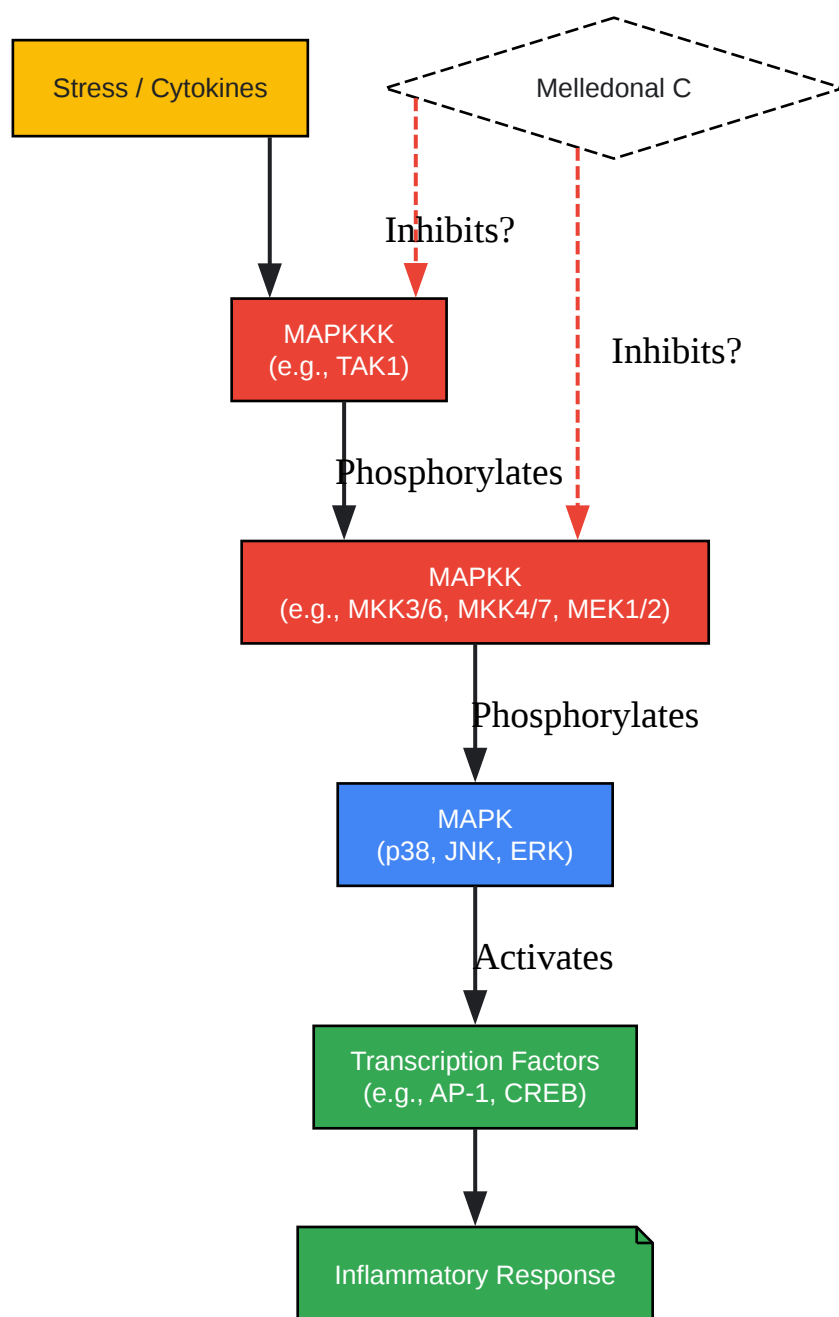 Stress / Cytokines
Melledonal C
Inhibits?
MAPKKK
(e.g., TAK1)
Inhibits?
Phosphorylates
MAPKK
(e.g., MKK3/6, MKK4/7, MEK1/2)
Phosphorylates
MAPK
(p38, JNK, ERK)
Activates
Transcription Factors
(e.g., AP-1, CREB)
Inflammatory Response